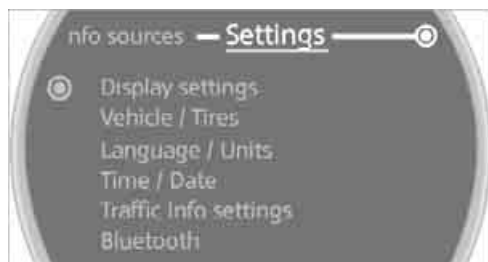 nfo sources Settings
Display settings
Vehicle / Tires
Language / Units
Time / Date
Traffic Info settings
Bluetooth